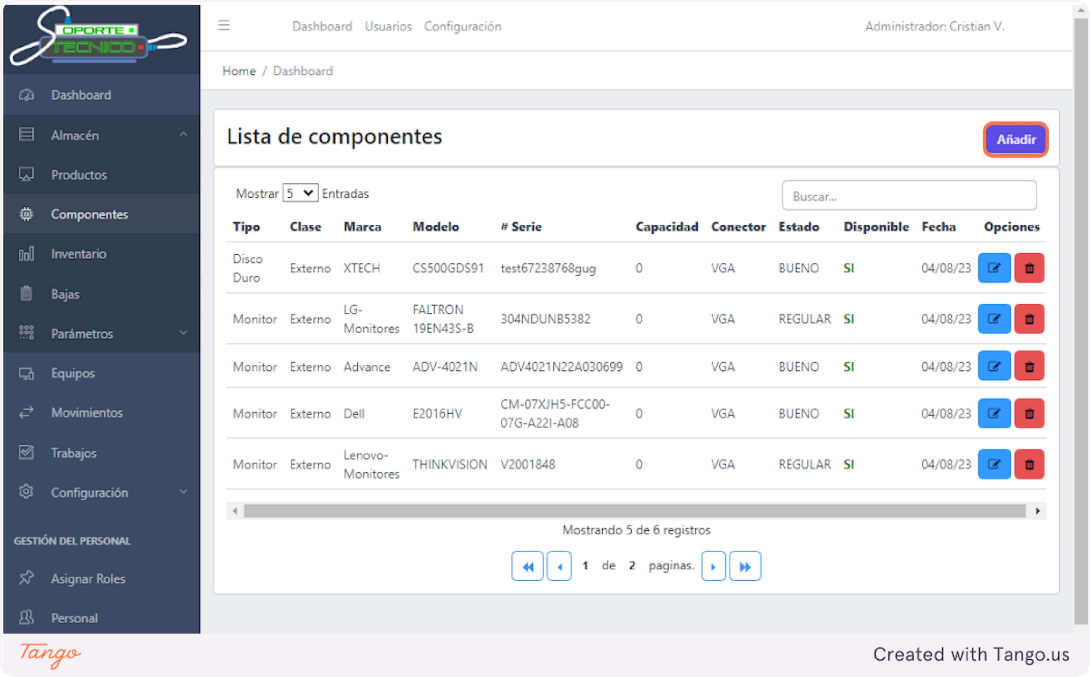 SOPORTE
TECNICO
Dashboard Usuarios Configuración Administrador: Cristian V.
Home / Dashboard
Dashboard
Almacén
Productos
Componentes
Inventario
Bajas
Parámetros
Equipos
Movimientos
Trabajos
Configuración
GESTIÓN DEL PERSONAL
Asignar Roles
Personal
Lista de componentes Añadir
Mostrar 5 Entradas Buscar...
Tipo Clase Marca Modelo # Serie Capacidad Conector Estado Disponible Fecha Opciones
Disco Duro Externo XTECH CS500GDS91 test67238768gug 0 VGA BUENO SI 04/08/23
Monitor Externo LG-Monitores FALTRON 19EN43S-B 304NDUNB5382 0 VGA REGULAR SI 04/08/23
Monitor Externo Advance ADV-4021N ADV4021N22A030699 0 VGA BUENO SI 04/08/23
Monitor Externo Dell E2016HV CM-07XJH5-FCC00-07G-A22I-A08 0 VGA BUENO SI 04/08/23
Monitor Externo Lenovo-Monitores THINKVISION V2001848 0 VGA REGULAR SI 04/08/23
Mostrando 5 de 6 registros
1 de 2 paginas.
Tango
Created with Tango.us